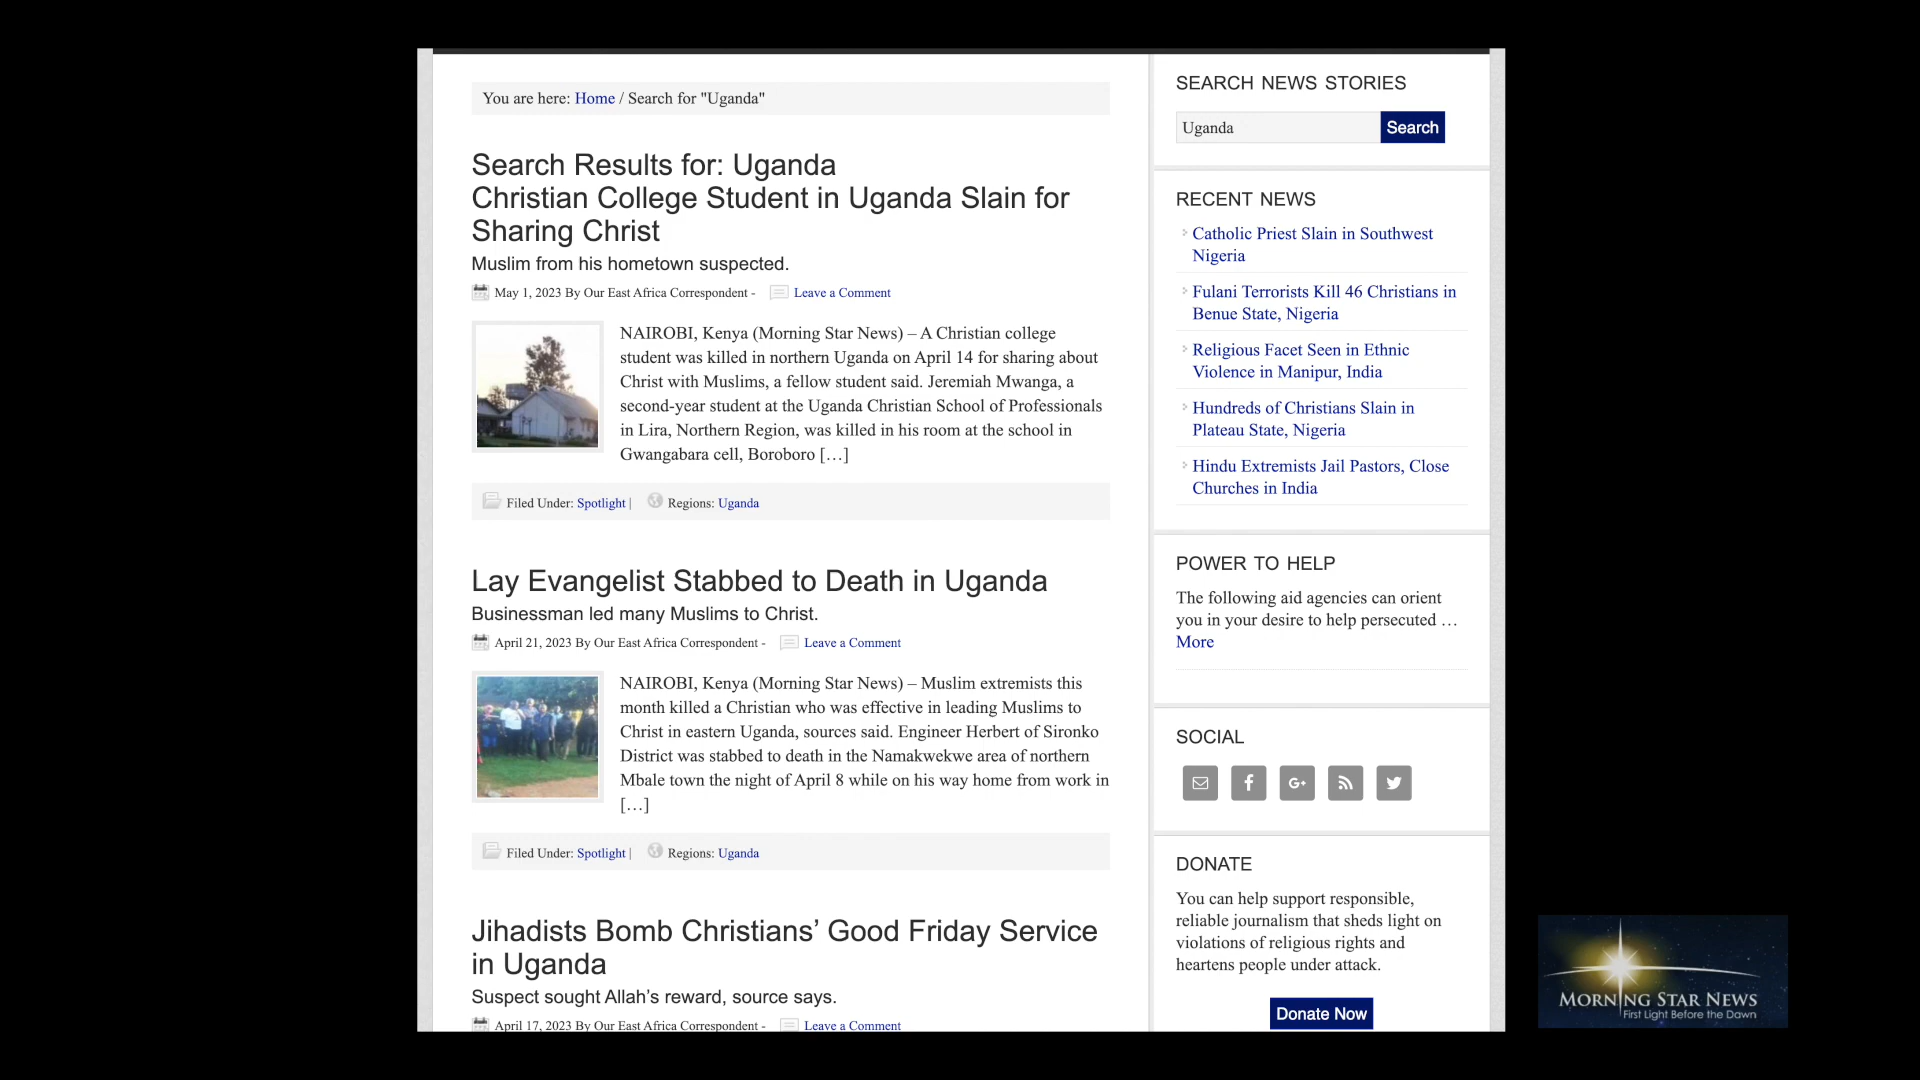 You are here: Home / Search for "Uganda"
Search Results for: Uganda
Christian College Student in Uganda Slain for
Sharing Christ
Muslim from his hometown suspected.
May 1, 2023 By Our East Africa Correspondent - Leave a Comment
NAIROBI, Kenya (Morning Star News) – A Christian college
student was killed in northern Uganda on April 14 for sharing about
Christ with Muslims, a fellow student said. Jeremiah Mwanga, a
second-year student at the Uganda Christian School of Professionals
in Lira, Northern Region, was killed in his room at the school in
Gwangabara cell, Boroboro […]
Filed Under: Spotlight | Regions: Uganda
Lay Evangelist Stabbed to Death in Uganda
Businessman led many Muslims to Christ.
April 21, 2023 By Our East Africa Correspondent - Leave a Comment
NAIROBI, Kenya (Morning Star News) – Muslim extremists this
month killed a Christian who was effective in leading Muslims to
Christ in eastern Uganda, sources said. Engineer Herbert of Sironko
District was stabbed to death in the Namakwekwe area of northern
Mbale town the night of April 8 while on his way home from work in
[…]
Filed Under: Spotlight | Regions: Uganda
Jihadists Bomb Christians’ Good Friday Service
in Uganda
Suspect sought Allah’s reward, source says.
April 17, 2023 By Our East Africa Correspondent - Leave a Comment
SEARCH NEWS STORIES
Uganda Search
RECENT NEWS
Catholic Priest Slain in Southwest
Nigeria
Fulani Terrorists Kill 46 Christians in
Benue State, Nigeria
Religious Facet Seen in Ethnic
Violence in Manipur, India
Hundreds of Christians Slain in
Plateau State, Nigeria
Hindu Extremists Jail Pastors, Close
Churches in India
POWER TO HELP
The following aid agencies can orient
you in your desire to help persecuted …
More
SOCIAL
DONATE
You can help support responsible,
reliable journalism that sheds light on
violations of religious rights and
heartens people under attack.
Donate Now
MORNING STAR NEWS
First Light Before the Dawn